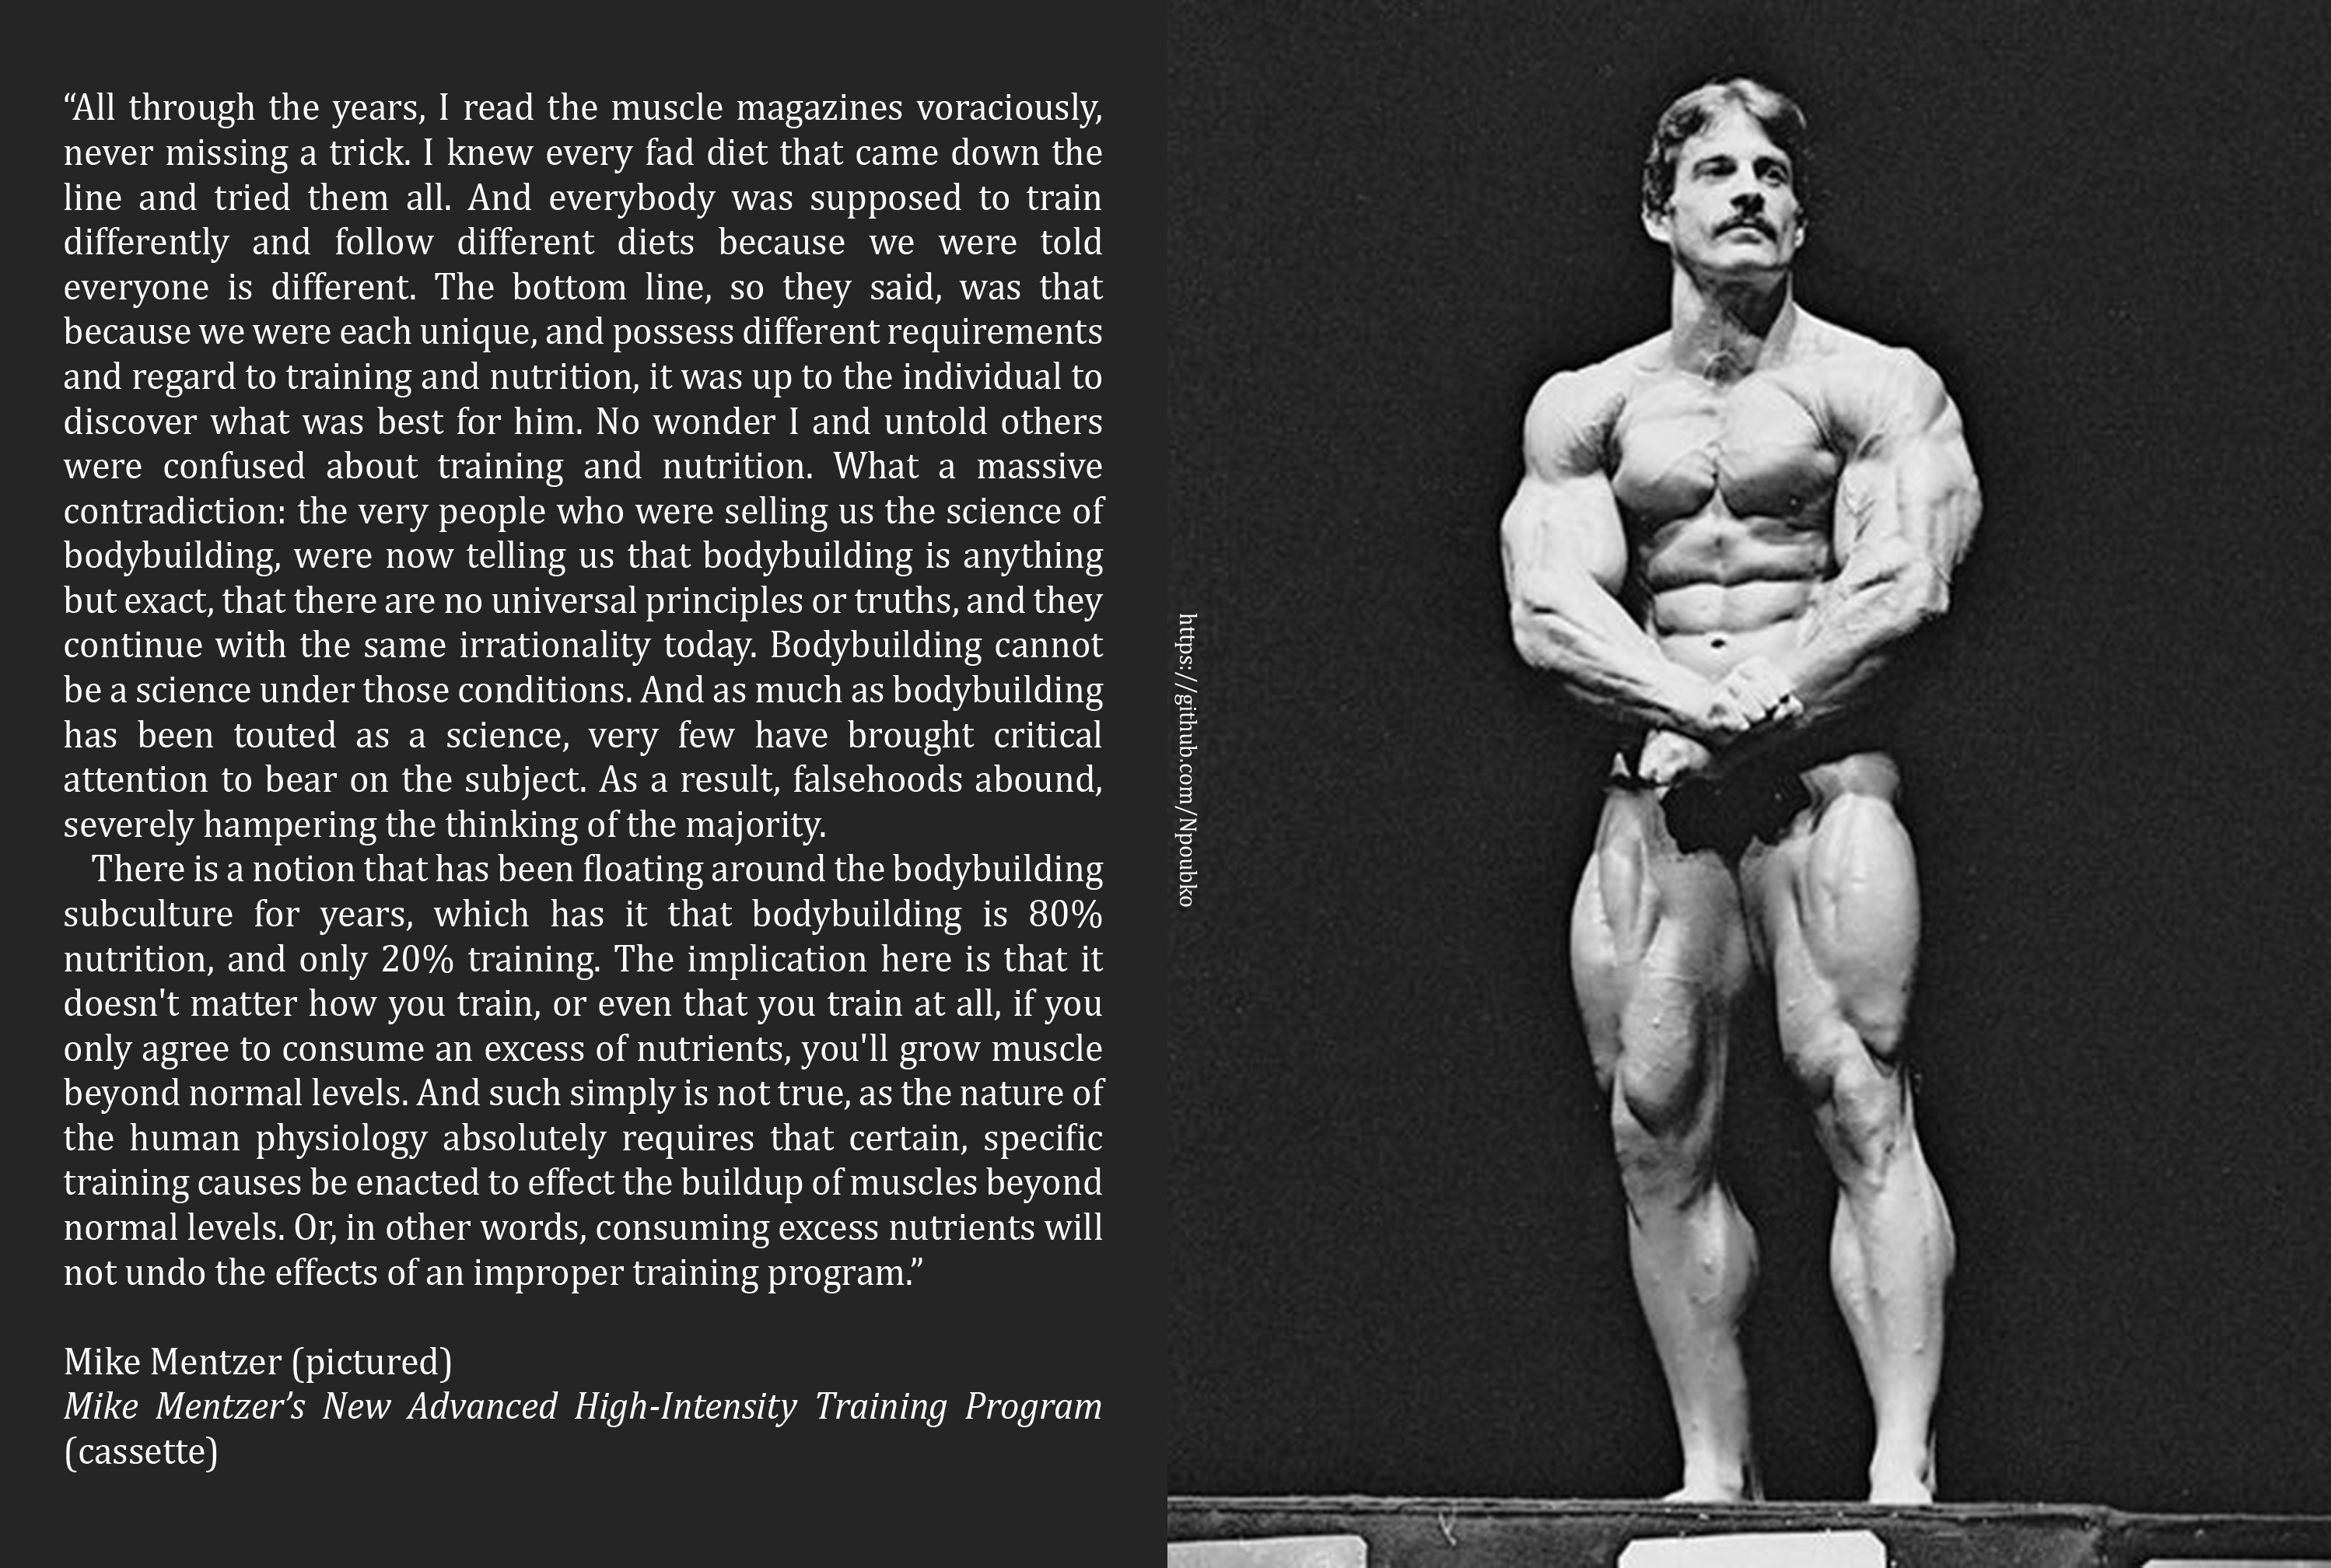 “All through the years, I read the muscle magazines voraciously,
never missing a trick. I knew every fad diet that came down the
line and tried them all. And everybody was supposed to train
differently and follow different diets because we were told
everyone is different. The bottom line, so they said, was that
because we were each unique, and possess different requirements
and regard to training and nutrition, it was up to the individual to
discover what was best for him. No wonder I and untold others
were confused about training and nutrition. What a massive
contradiction: the very people who were selling us the science of
bodybuilding, were now telling us that bodybuilding is anything
but exact, that there are no universal principles or truths, and they
continue with the same irrationality today. Bodybuilding cannot
be a science under those conditions. And as much as bodybuilding
has been touted as a science, very few have brought critical
attention to bear on the subject. As a result, falsehoods abound,
severely hampering the thinking of the majority.
There is a notion that has been floating around the bodybuilding
subculture for years, which has it that bodybuilding is 80%
nutrition, and only 20% training. The implication here is that it
doesn't matter how you train, or even that you train at all, if you
only agree to consume an excess of nutrients, you'll grow muscle
beyond normal levels. And such simply is not true, as the nature of
the human physiology absolutely requires that certain, specific
training causes be enacted to effect the buildup of muscles beyond
normal levels. Or, in other words, consuming excess nutrients will
not undo the effects of an improper training program.”
Mike Mentzer (pictured)
Mike Mentzer’s New Advanced High-Intensity Training Program
(cassette)
https://github.com/Npoubko